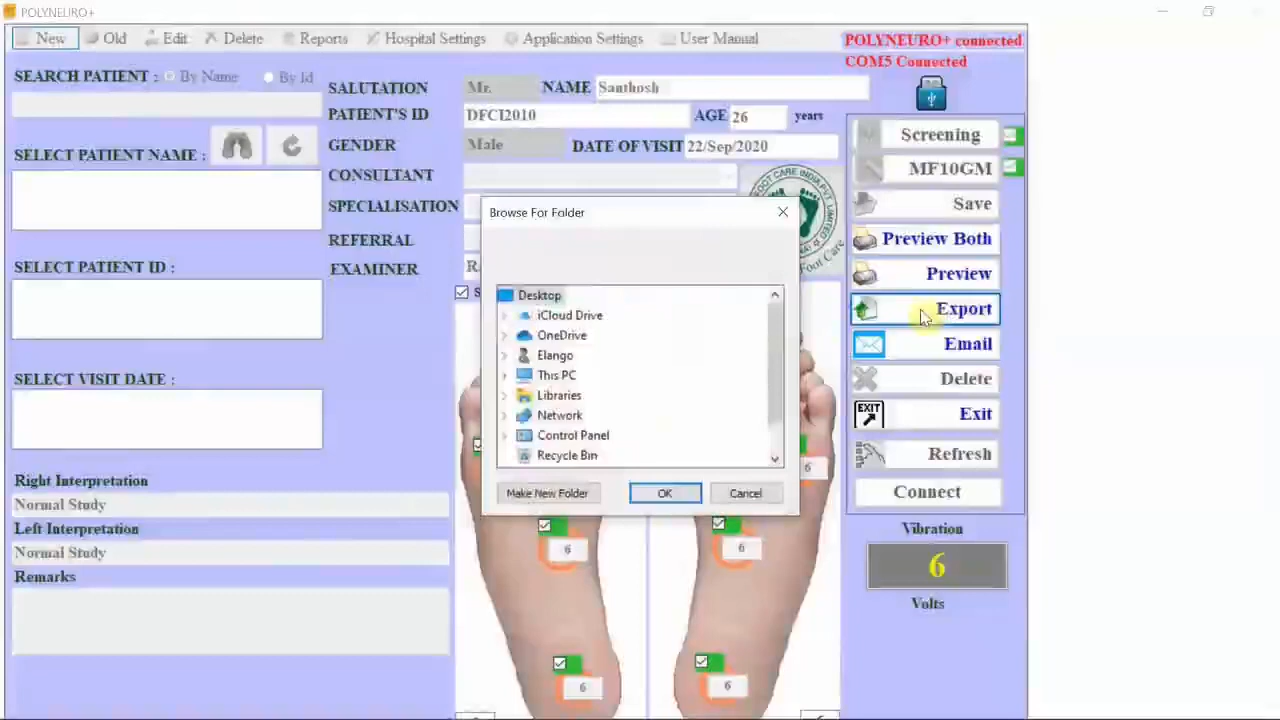 POLYNEURO+
New Old Edit Delete Reports Hospital Settings Application Settings User Manual
POLYNEURO+ connected
COM5 Connected
SEARCH PATIENT : By Name By Id
SALUTATION Mr. NAME Santhosh
PATIENT'S ID DFCI2010 AGE 26 years
GENDER Male DATE OF VISIT 22/Sep/2020
CONSULTANT
SPECIALISATION
REFERRAL
EXAMINER
SELECT PATIENT NAME :
SELECT PATIENT ID :
SELECT VISIT DATE :
Right Interpretation
Normal Study
Left Interpretation
Normal Study
Remarks
Browse For Folder
Desktop
iCloud Drive
OneDrive
Elango
This PC
Libraries
Network
Control Panel
Recycle Bin
Make New Folder OK Cancel
6
6 6
6 6
Foot Care
Screening
MF10GM
Save
Preview Both
Preview
Export
Email
Delete
EXIT Exit
Refresh
Connect
Vibration
6
Volts